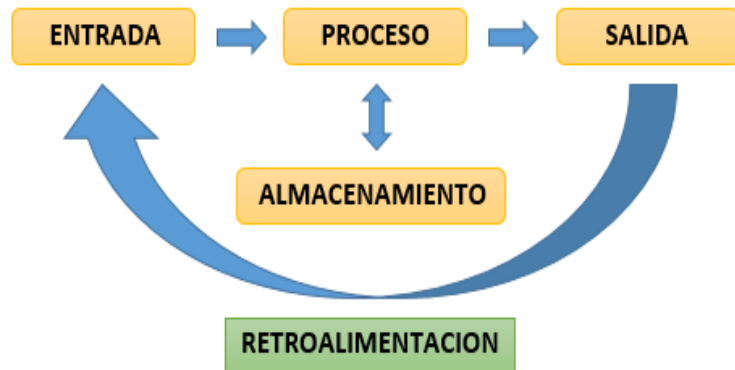 ENTRADA
PROCESO
SALIDA
ALMACENAMIENTO
RETROALIMENTACION